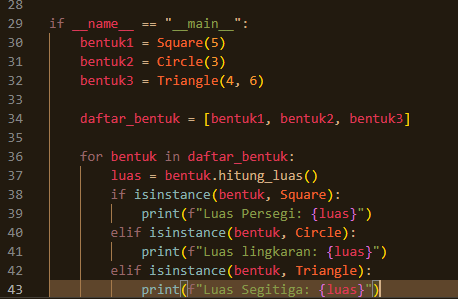 28
29 if __name__ == "__main__":
30     bentuk1 = Square(5)
31     bentuk2 = Circle(3)
32     bentuk3 = Triangle(4, 6)
33
34     daftar_bentuk = [bentuk1, bentuk2, bentuk3]
35
36     for bentuk in daftar_bentuk:
37         luas = bentuk.hitung_luas()
38         if isinstance(bentuk, Square):
39             print(f"Luas Persegi: {luas}")
40         elif isinstance(bentuk, Circle):
41             print(f"Luas lingkaran: {luas}")
42         elif isinstance(bentuk, Triangle):
43             print(f"Luas Segitiga: {luas}")